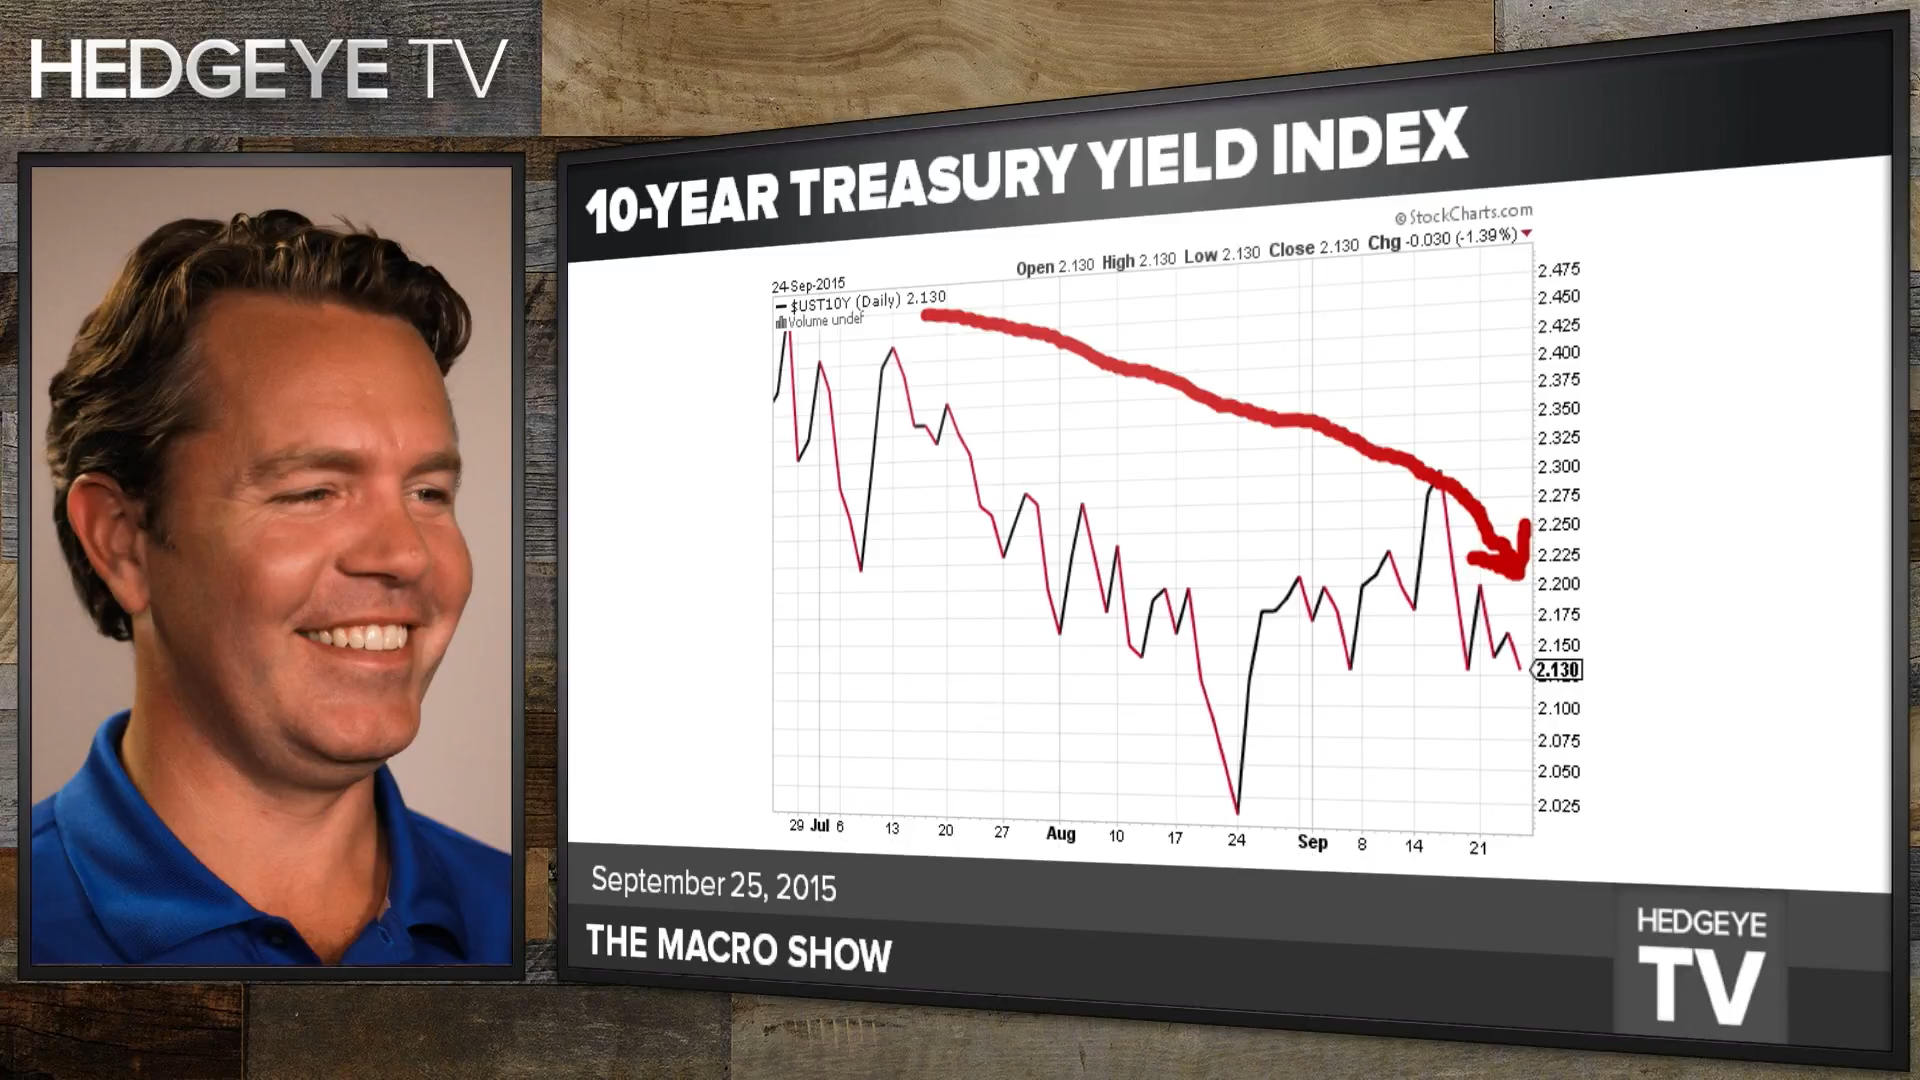 HEDGEYE TV
10-YEAR TREASURY YIELD INDEX
© StockCharts.com
24-Sep-2015
Open 2.130 High 2.130 Low 2.130 Close 2.130 Chg -0.030 (-1.39%)
$UST10Y (Daily) 2.130
Volume undef
2.475
2.450
2.425
2.400
2.375
2.350
2.325
2.300
2.275
2.250
2.225
2.200
2.175
2.150
2.130
2.100
2.075
2.050
2.025
29 Jul 6 13 20 27 Aug 10 17 24 Sep 8 14 21
September 25, 2015
THE MACRO SHOW
HEDGEYE
TV